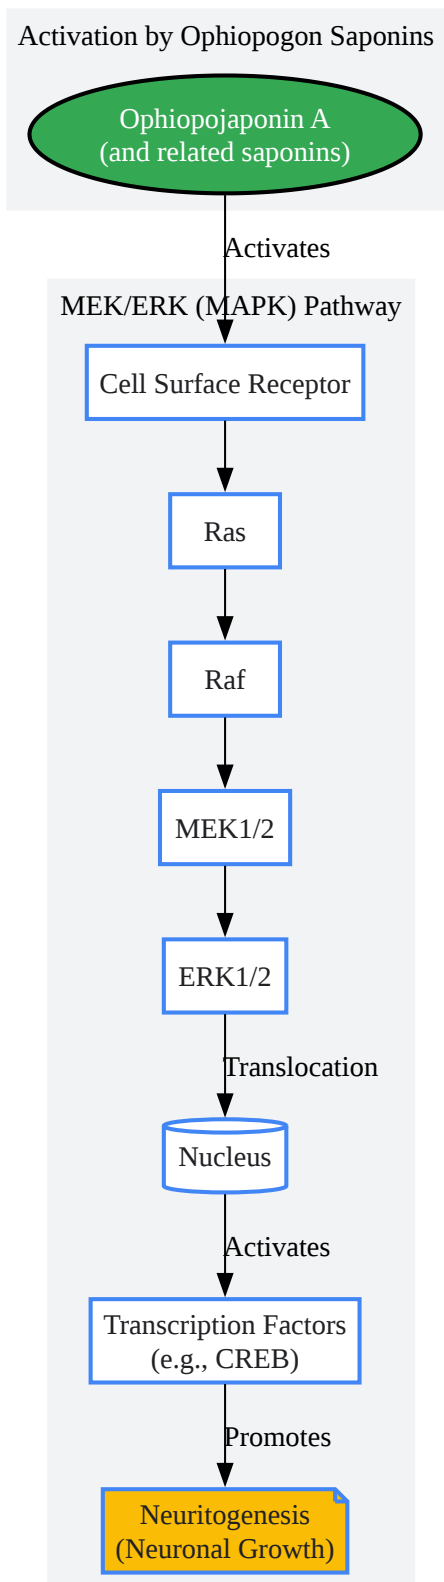 Activation by Ophiopogon Saponins
Ophiopojaponin A
(and related saponins)
Activates
MEK/ERK (MAPK) Pathway
Cell Surface Receptor
Ras
Raf
MEK1/2
ERK1/2
Translocation
Nucleus
Activates
Transcription Factors
(e.g., CREB)
Promotes
Neuritogenesis
(Neuronal Growth)